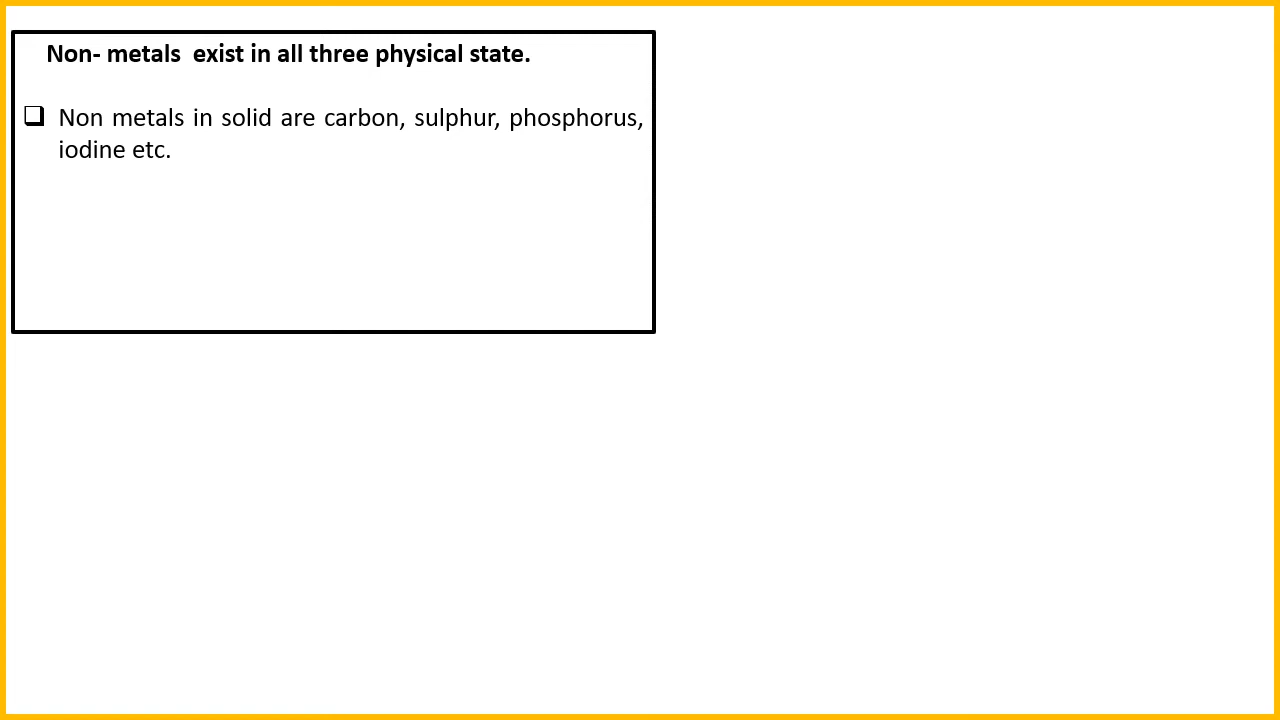 Non- metals  exist in all three physical state.
❑ Non metals in solid are carbon, sulphur, phosphorus,
iodine etc.